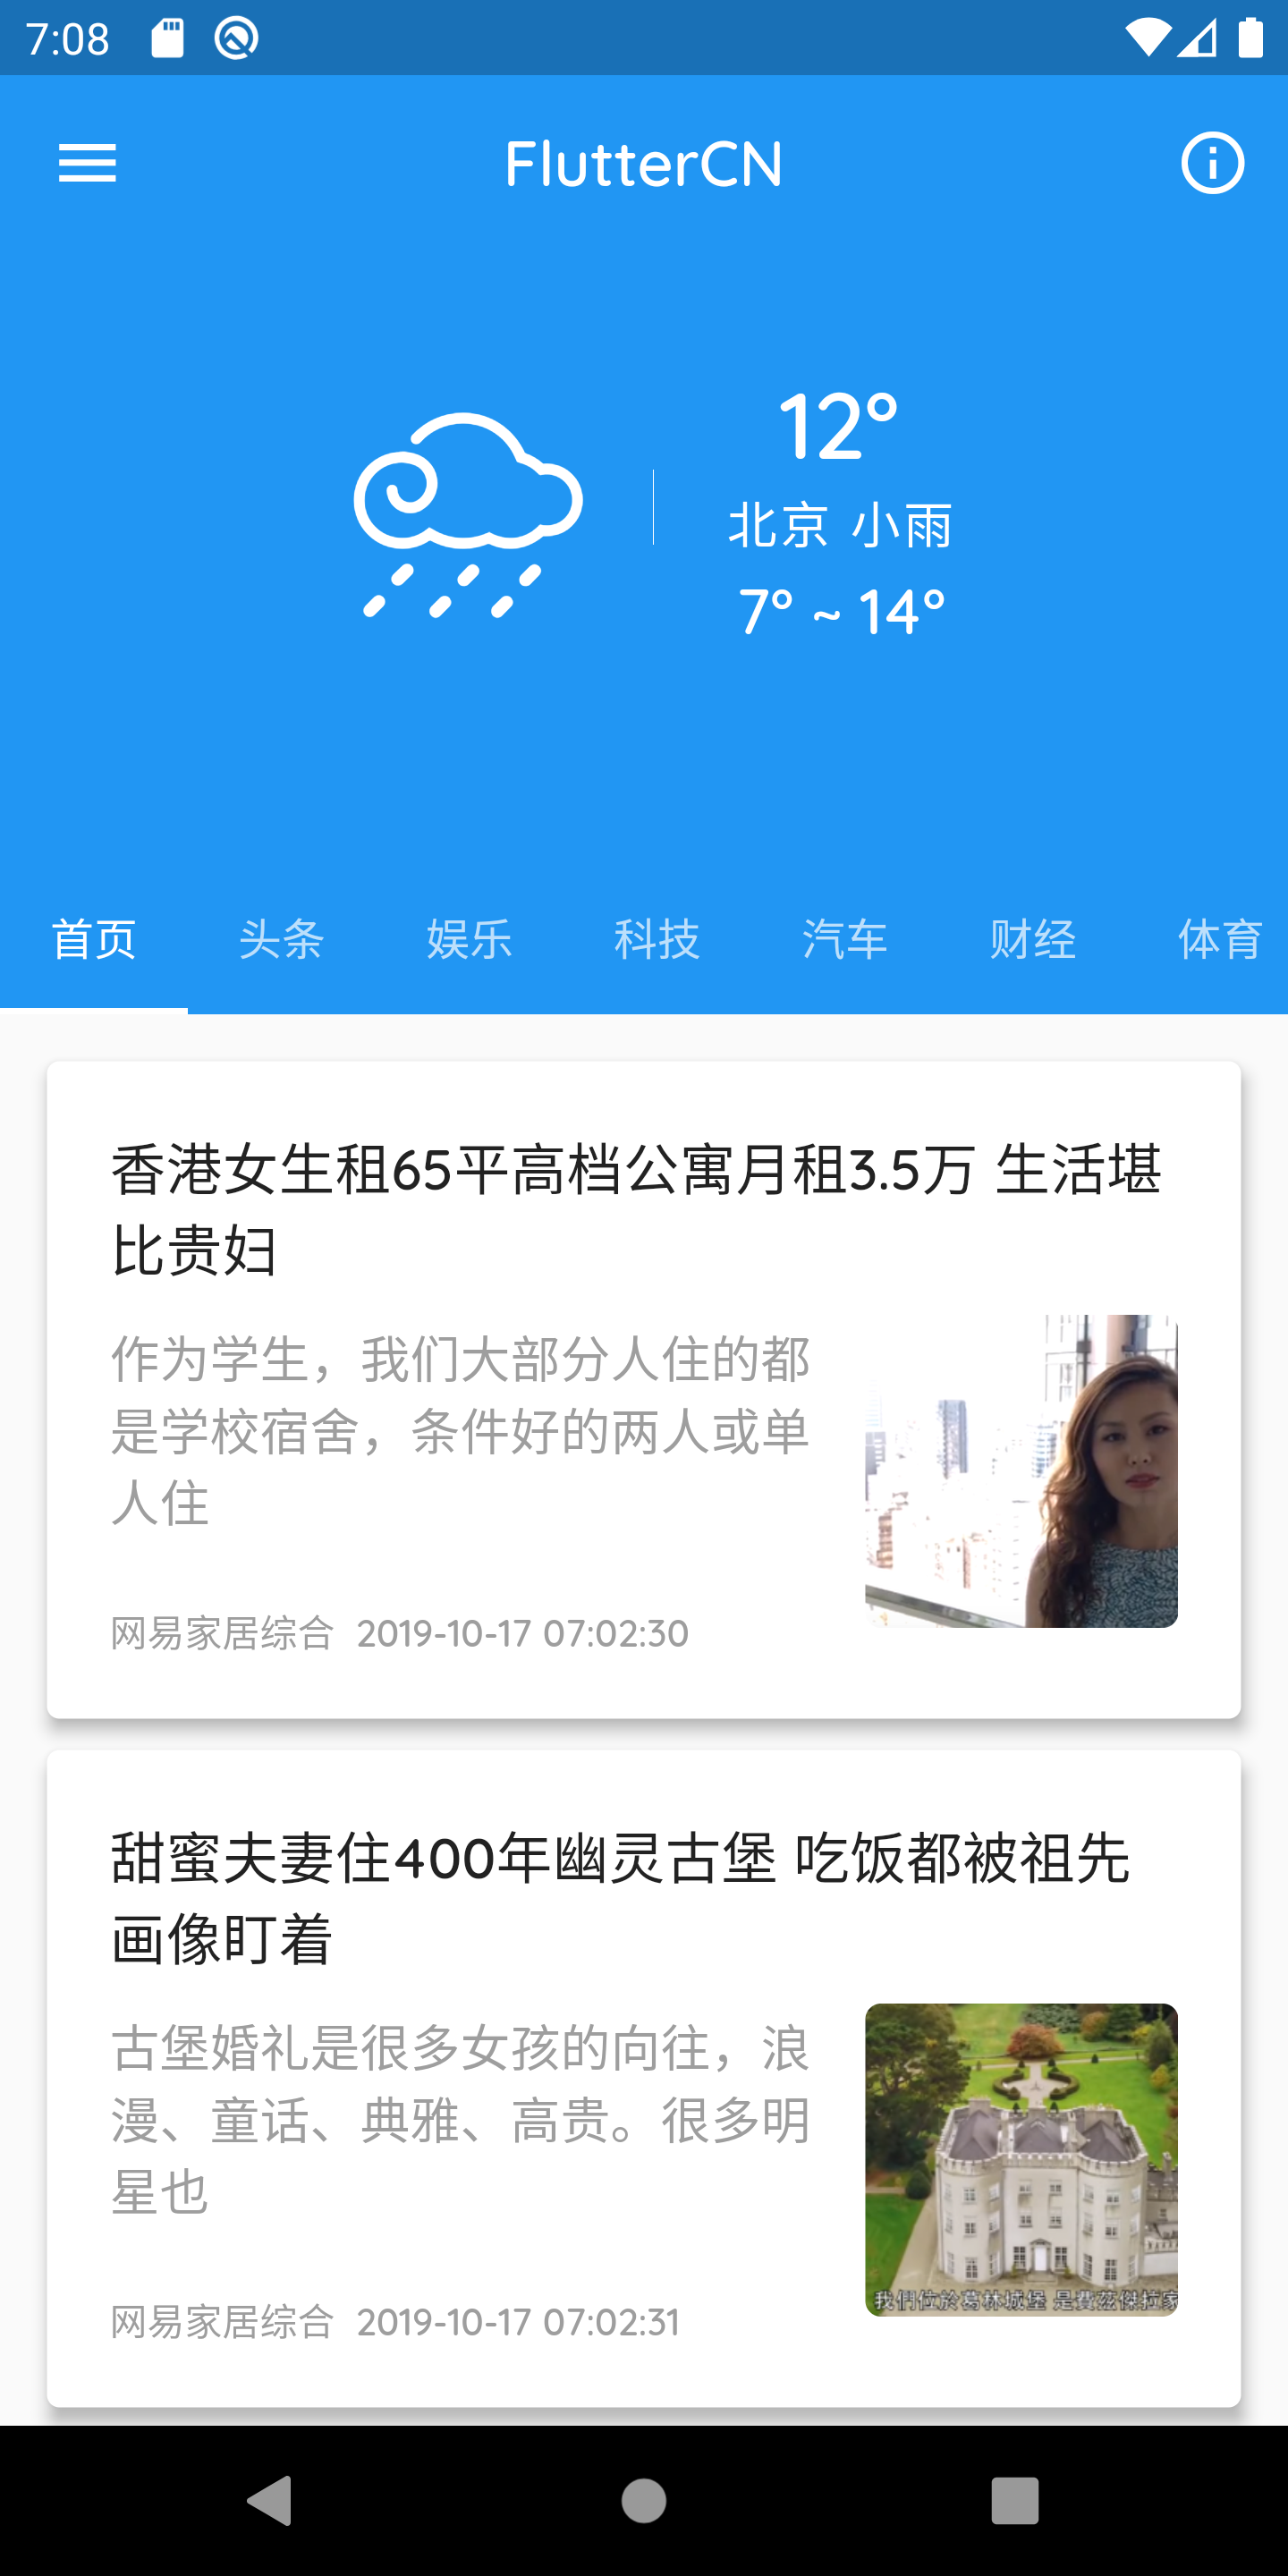 7:08
FlutterCN
12°
北京 小雨
7° ~ 14°
首页 头条 娱乐 科技 汽车 财经 体育
香港女生租65平高档公寓月租3.5万 生活堪
比贵妇
作为学生，我们大部分人住的都
是学校宿舍，条件好的两人或单
人住
网易家居综合 2019-10-17 07:02:30
甜蜜夫妻住400年幽灵古堡 吃饭都被祖先
画像盯着
古堡婚礼是很多女孩的向往，浪
漫、童话、典雅、高贵。很多明
星也
我們位於葛林城堡 是費茲傑拉家
网易家居综合 2019-10-17 07:02:31